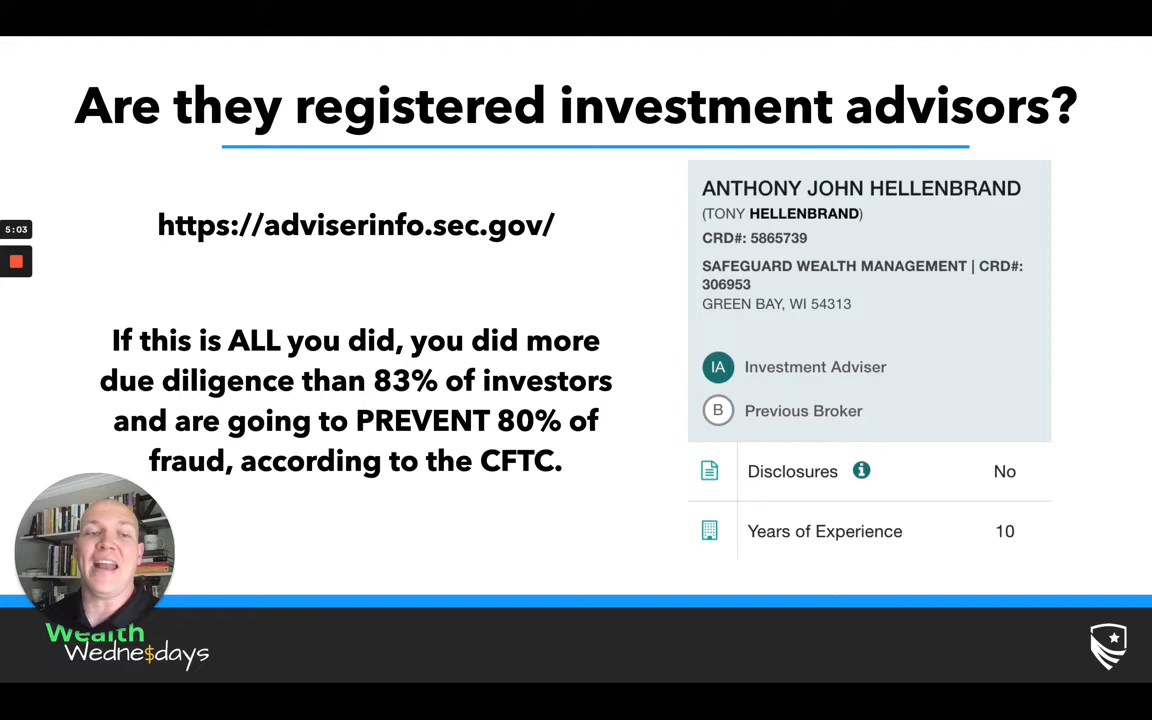 Are they registered investment advisors?
https://adviserinfo.sec.gov/
5:03
If this is ALL you did, you did more
due diligence than 83% of investors
and are going to PREVENT 80% of
fraud, according to the CFTC.
ANTHONY JOHN HELLENBRAND
(TONY HELLENBRAND)
CRD#: 5865739
SAFEGUARD WEALTH MANAGEMENT | CRD#:
306953
GREEN BAY, WI 54313
IA Investment Adviser
B Previous Broker
Disclosures i No
Years of Experience 10
Wealth
Wedne$days